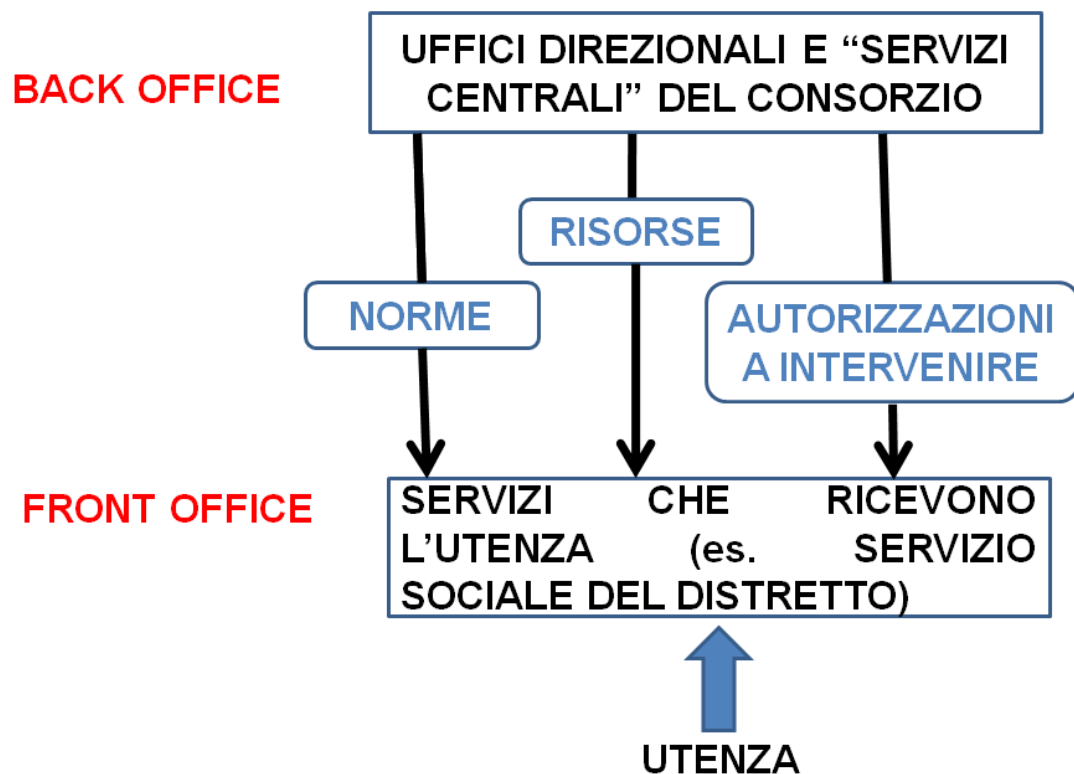 BACK OFFICE
UFFICI DIREZIONALI E “SERVIZI
CENTRALI” DEL CONSORZIO
RISORSE
NORME
AUTORIZZAZIONI
A INTERVENIRE
FRONT OFFICE
SERVIZI CHE RICEVONO
L’UTENZA (es. SERVIZIO
SOCIALE DEL DISTRETTO)
UTENZA